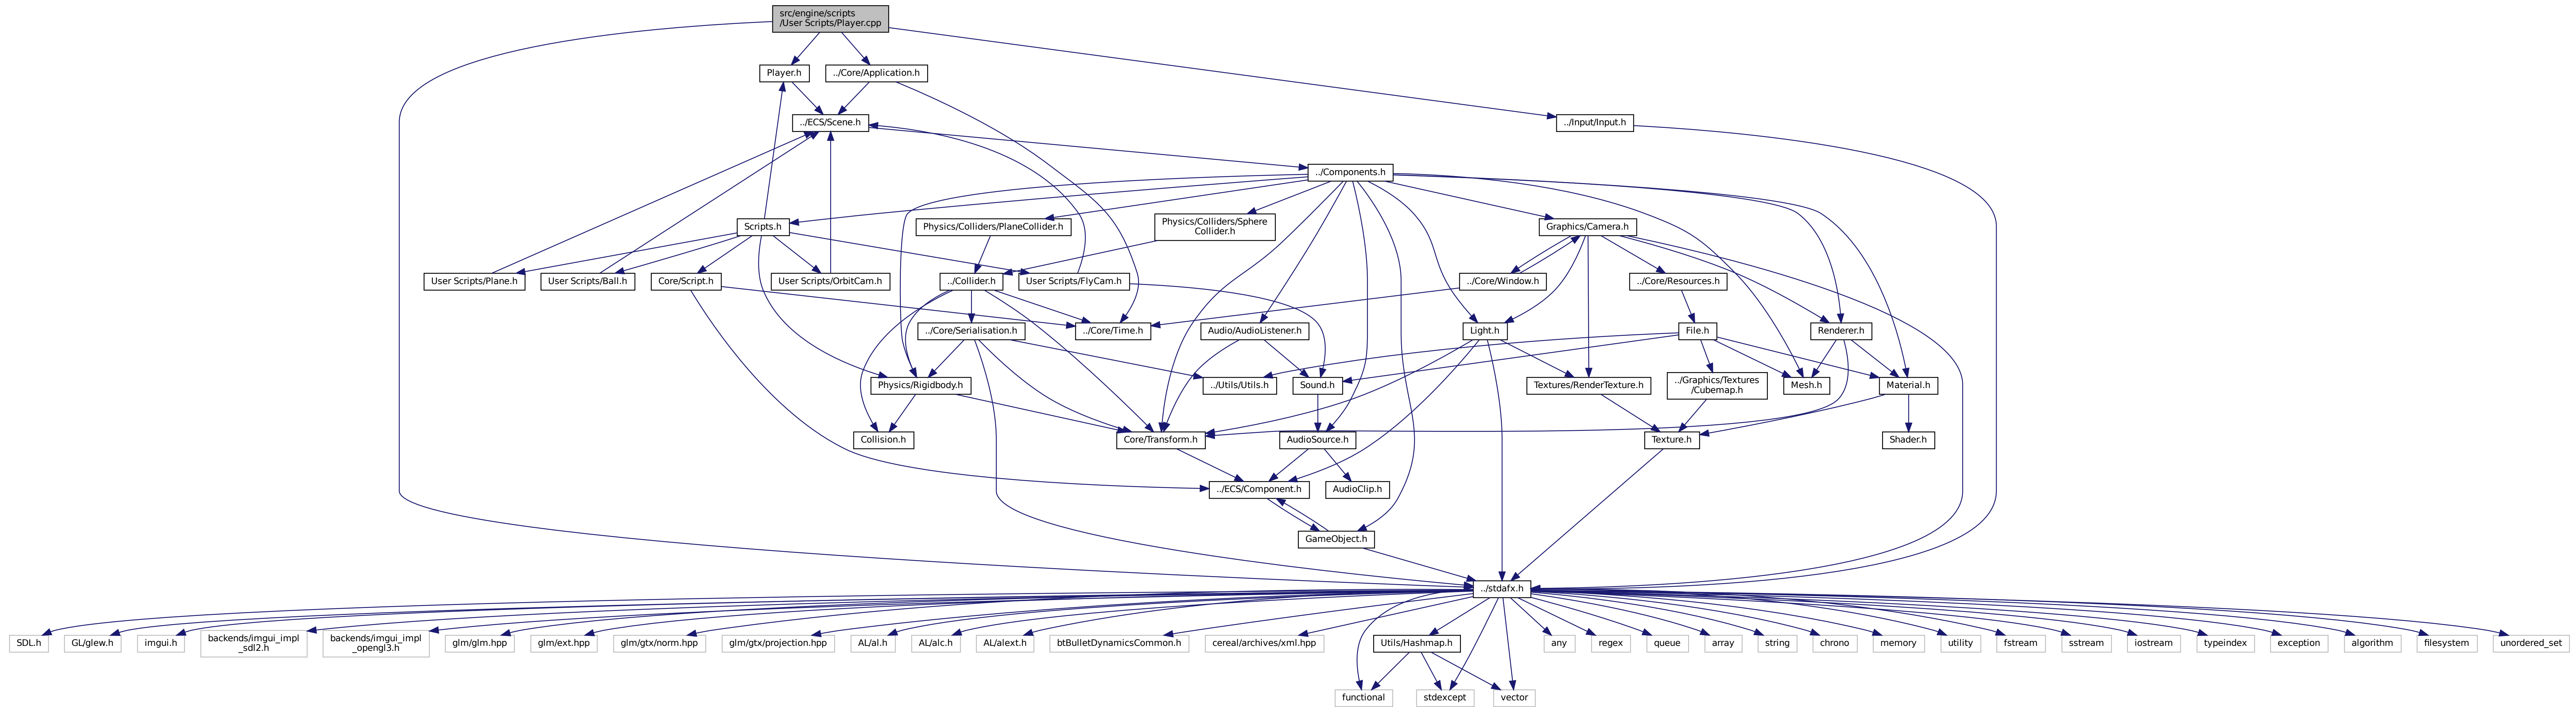 src/engine/scripts
/User Scripts/Player.cpp
Player.h
../Core/Application.h
../ECS/Scene.h
../Input/Input.h
../Components.h
Scripts.h
Physics/Colliders/PlaneCollider.h
Physics/Colliders/Sphere
Collider.h
Graphics/Camera.h
User Scripts/Plane.h
User Scripts/Ball.h
Core/Script.h
User Scripts/OrbitCam.h
../Collider.h
User Scripts/FlyCam.h
../Core/Window.h
../Core/Resources.h
../Core/Serialisation.h
../Core/Time.h
Audio/AudioListener.h
Light.h
File.h
Renderer.h
Physics/Rigidbody.h
../Utils/Utils.h
Sound.h
Textures/RenderTexture.h
../Graphics/Textures
/Cubemap.h
Mesh.h
Material.h
Collision.h
Core/Transform.h
AudioSource.h
Texture.h
Shader.h
../ECS/Component.h
AudioClip.h
GameObject.h
../stdafx.h
SDL.h
GL/glew.h
imgui.h
backends/imgui_impl
_sdl2.h
backends/imgui_impl
_opengl3.h
glm/glm.hpp
glm/ext.hpp
glm/gtx/norm.hpp
glm/gtx/projection.hpp
AL/al.h
AL/alc.h
AL/alext.h
btBulletDynamicsCommon.h
cereal/archives/xml.hpp
Utils/Hashmap.h
any
regex
queue
array
string
chrono
memory
utility
fstream
sstream
iostream
typeindex
exception
algorithm
filesystem
unordered_set
functional
stdexcept
vector